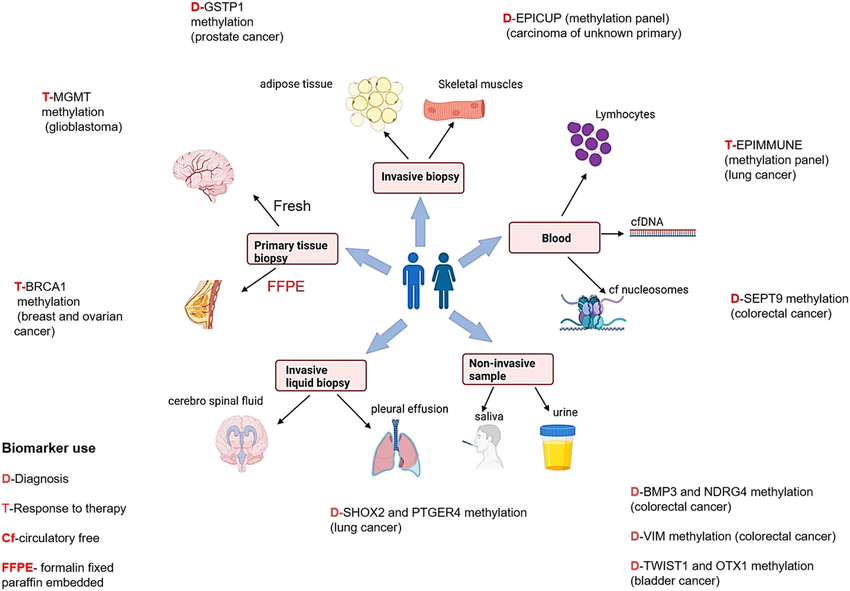 D-GSTP1
methylation
(prostate cancer)
D-EPICUP (methylation panel)
(carcinoma of unknown primary)
adipose tissue
Skeletal muscles
T-MGMT
methylation
(glioblastoma)
Lymhocytes
T-EPIMMUNE
(methylation panel)
(lung cancer)
Invasive biopsy
Fresh
cfDNA
Primary tissue
biopsy
Blood
FFPE
T-BRCA1
methylation
(breast and ovarian
cancer)
cf nucleosomes
D-SEPT9 methylation
(colorectal cancer)
Invasive
liquid biopsy
Non-invasive
sample
cerebro spinal fluid
pleural effusion
saliva
urine
Biomarker use
D-Diagnosis
T-Response to therapy
Cf-circulatory free
FFPE- formalin fixed
paraffin embedded
D-SHOX2 and PTGER4 methylation
(lung cancer)
D-BMP3 and NDRG4 methylation
(colorectal cancer)
D-VIM methylation (colorectal cancer)
D-TWIST1 and OTX1 methylation
(bladder cancer)